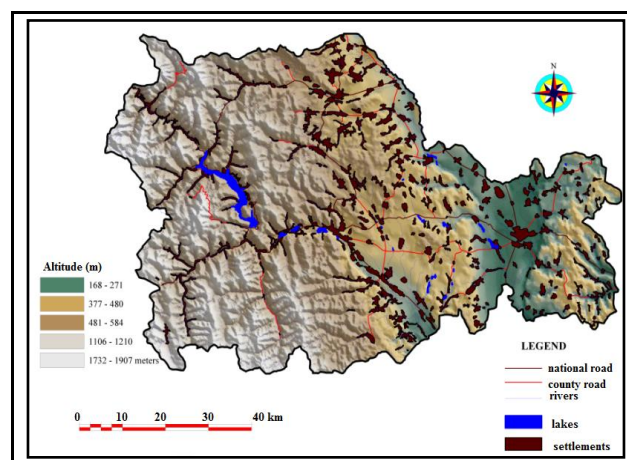 N
Altitude (m)
168 - 271
377 - 480
481 - 584
1106 - 1210
1732 - 1907 meters
0 10 20 30 40 km
LEGEND
national road
county road
rivers
lakes
settlements